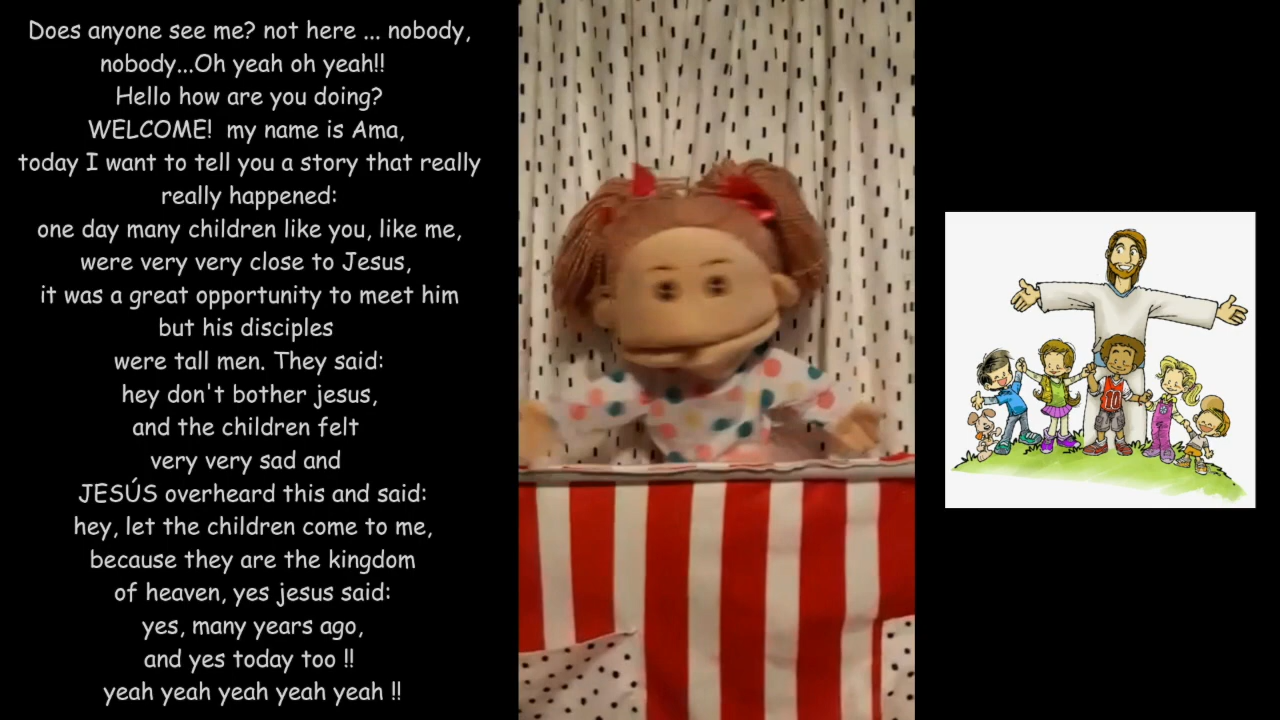 Does anyone see me? not here ... nobody,
nobody...Oh yeah oh yeah!!
Hello how are you doing?
WELCOME!  my name is Ama,
today I want to tell you a story that really
really happened:
one day many children like you, like me,
were very very close to Jesus,
it was a great opportunity to meet him
but his disciples
were tall men. They said:
hey don't bother jesus,
and the children felt
very very sad and
JESÚS overheard this and said:
hey, let the children come to me,
because they are the kingdom
of heaven, yes jesus said:
yes, many years ago,
and yes today too !!
yeah yeah yeah yeah yeah !!
10